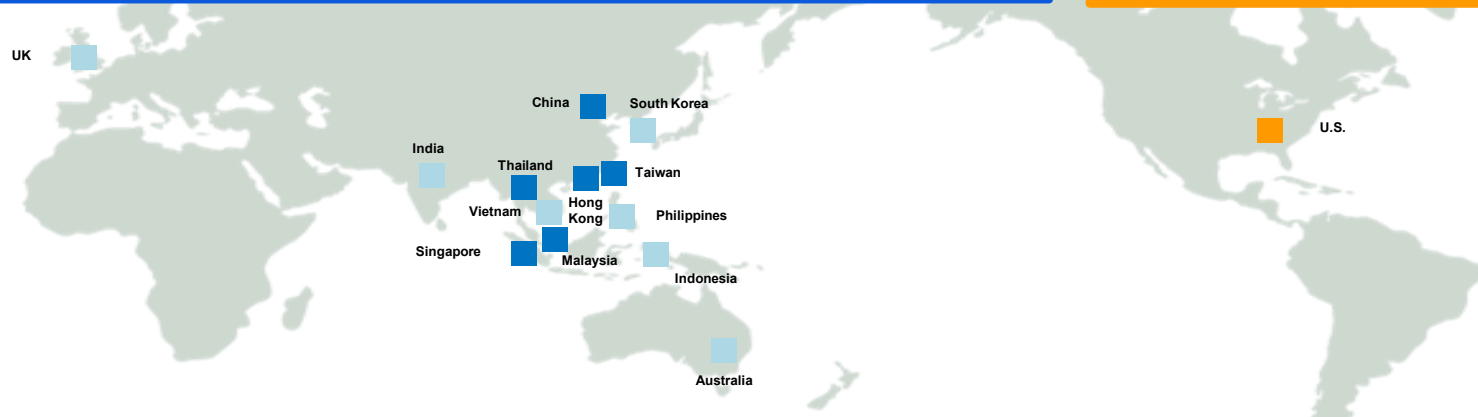 UK
China
South Korea
U.S.
India
Thailand
Taiwan
Hong
Kong
Vietnam
Philippines
Singapore
Malaysia
Indonesia
Australia